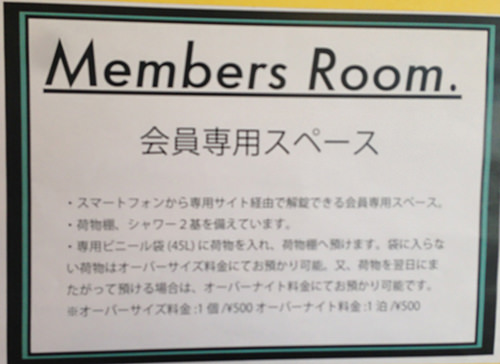 Members Room.
会員専用スペース
・スマートフォンから専用サイト経由で解錠できる会員専用スペース。
・荷物棚、シャワー2基を備えています。
・専用ビニール袋(45L)に荷物を入れ、荷物棚へ預けます。袋に入らな
い荷物はオーバーサイズ料金にてお預かり可能。又、荷物を翌日にま
たがって預ける場合は、オーバーナイト料金にてお預かり可能です。
※オーバーサイズ料金:1個/¥500オーバーナイト料金:1泊/¥500